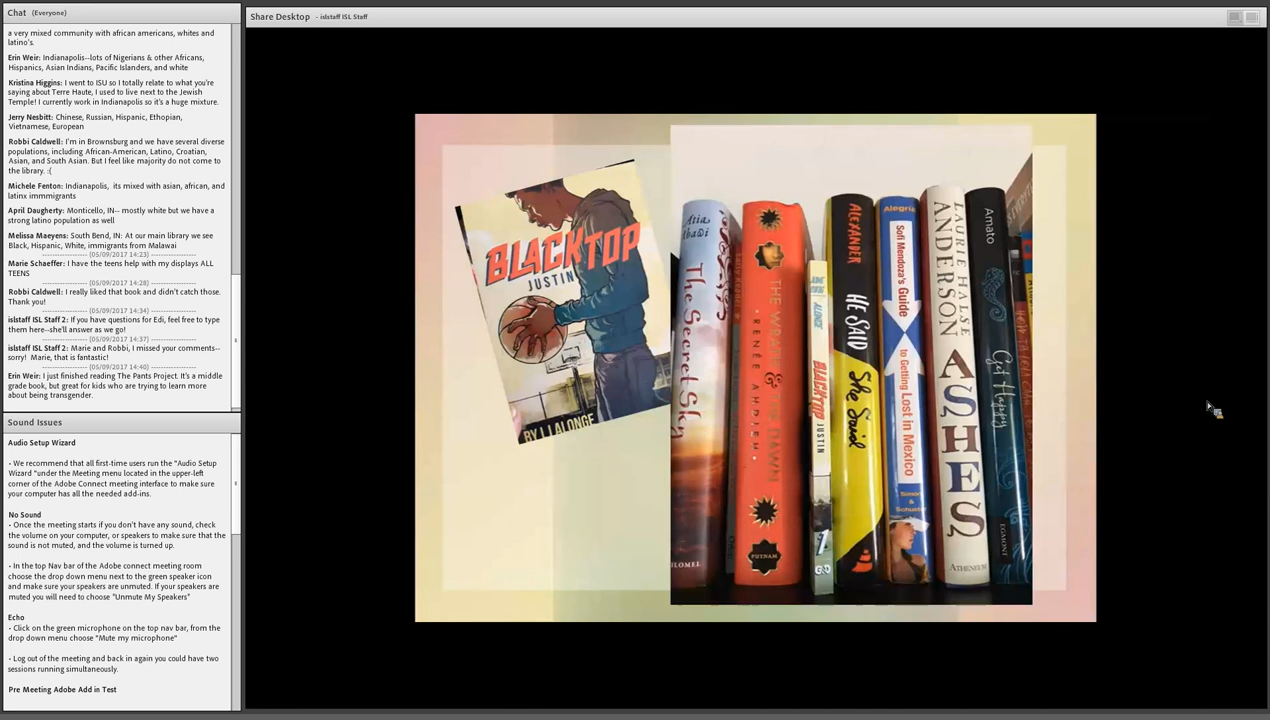 Chat (Everyone)
a very mixed community with african americans, whites and
latino's.
Erin Weir: Indianapolis--lots of Nigerians & other Africans,
Hispanics, Asian Indians, Pacific Islanders, and white
Kristina Higgins: I went to ISU so I totally relate to what you're
saying about Terre Haute, I used to live next to the Jewish
Temple! I currently work in Indianapolis so it's a huge mixture.
Jerry Nesbitt: Chinese, Russian, Hispanic, Ethopian,
Vietnamese, European
Robbi Caldwell: I'm in Brownsburg and we have several diverse
populations, including African-American, Latino, Croatian,
Asian, and South Asian. But I feel like majority do not come to
the library. :(
Michele Fenton: Indianapolis, its mixed with asian, african, and
latinx immmigrants
April Daugherty: Monticello, IN-- mostly white but we have a
strong latino population as well
Melissa Maeyens: South Bend, IN: At our main library we see
Black, Hispanic, White, immigrants from Malawi
------------------ (05/09/2017 14:23) ------------------
Marie Schaeffer: I have the teens help with my displays ALL
TEENS
------------------ (05/09/2017 14:28) ------------------
Robbi Caldwell: I really liked that book and didn't catch those.
Thank you!
------------------ (05/09/2017 14:34) ------------------
islstaff ISL Staff 2: If you have questions for Edi, feel free to type
them here--she'll answer as we go!
------------------ (05/09/2017 14:37) ------------------
islstaff ISL Staff 2: Marie and Robbi, I missed your comments--
sorry! Marie, that is fantastic!
------------------ (05/09/2017 14:40) ------------------
Erin Weir: I just finished reading The Pants Project. It's a middle
grade book, but great for kids who are trying to learn more
about being transgender.
Sound Issues
Audio Setup Wizard
• We recommend that all first-time users run the "Audio Setup
Wizard "under the Meeting menu located in the upper-left
corner of the Adobe Connect meeting interface to make sure
your computer has all the needed add-ins.
No Sound
• Once the meeting starts if you don't have any sound, check
the volume on your computer, or speakers to make sure that the
sound is not muted, and the volume is turned up.
• In the top Nav bar of the Adobe connect meeting room
choose the drop down menu next to the green speaker icon
and make sure your speakers are unmuted. If your speakers are
muted you will need to choose "Unmute My Speakers"
Echo
• Click on the green microphone on the top nav bar, from the
drop down menu choose "Mute my microphone"
• Log out of the meeting and back in again you could have two
sessions running simultaneously.
Pre Meeting Adobe Add in Test
Share Desktop - islstaff ISL Staff
BLACKTOP
JUSTIN
BY LJ ALONGE
Atia
Abawi
The Secret Sky
THE WRATH & THE DAWN
RENÉE AHDIEH
PUTNAM
ALONGE
BLACKTOP
JUSTIN
G&D
ALEXANDER
HE SAID
She Said
Alegria
Sofi Mendoza's Guide
to Getting Lost in Mexico
Simon
&
Schuster
LAURIE HALSE
ANDERSON
ASHES
ATHENEUM
Amato
Get Happy
EGMONT